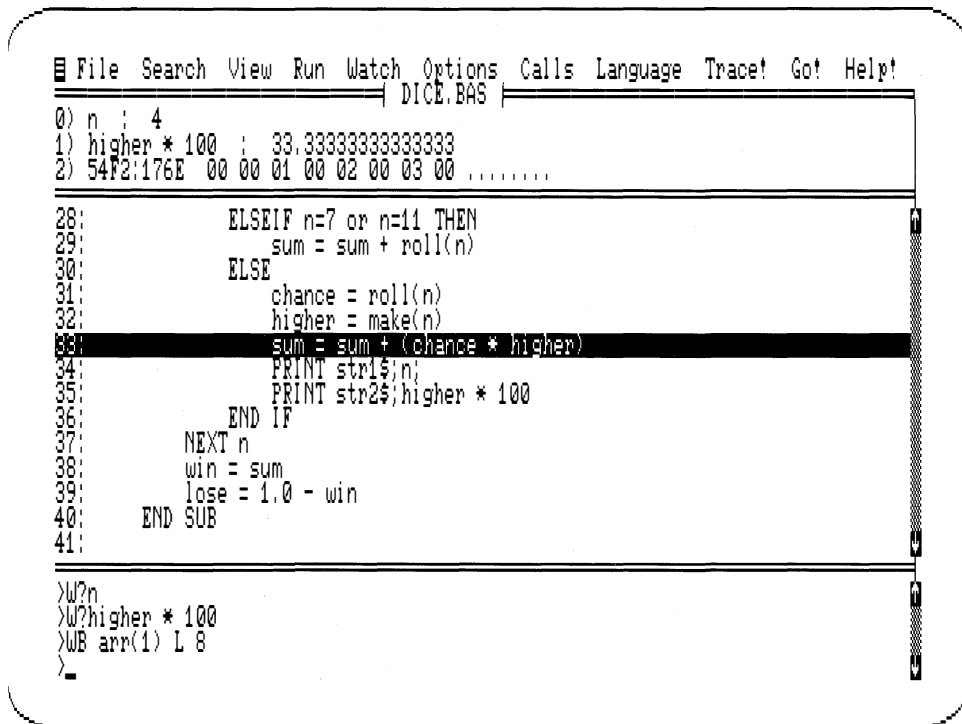 File Search View Run Watch Options Calls Language Trace! Go! Help!
DICE.BAS
0) n : 4
1) higher * 100 : 33.33333333333333
2) 54F2:176E 00 00 01 00 02 00 03 00 ........
28: ELSEIF n=7 or n=11 THEN
29: sum = sum + roll(n)
30: ELSE
31: chance = roll(n)
32: higher = make(n)
33: sum = sum + (chance * higher)
34: PRINT str1$;n;
35: PRINT str2$;higher * 100
36: END IF
37: NEXT n
38: win = sum
39: lose = 1.0 - win
40: END SUB
41:
>W?n
>W?higher * 100
>WB arr(1) L 8
>_